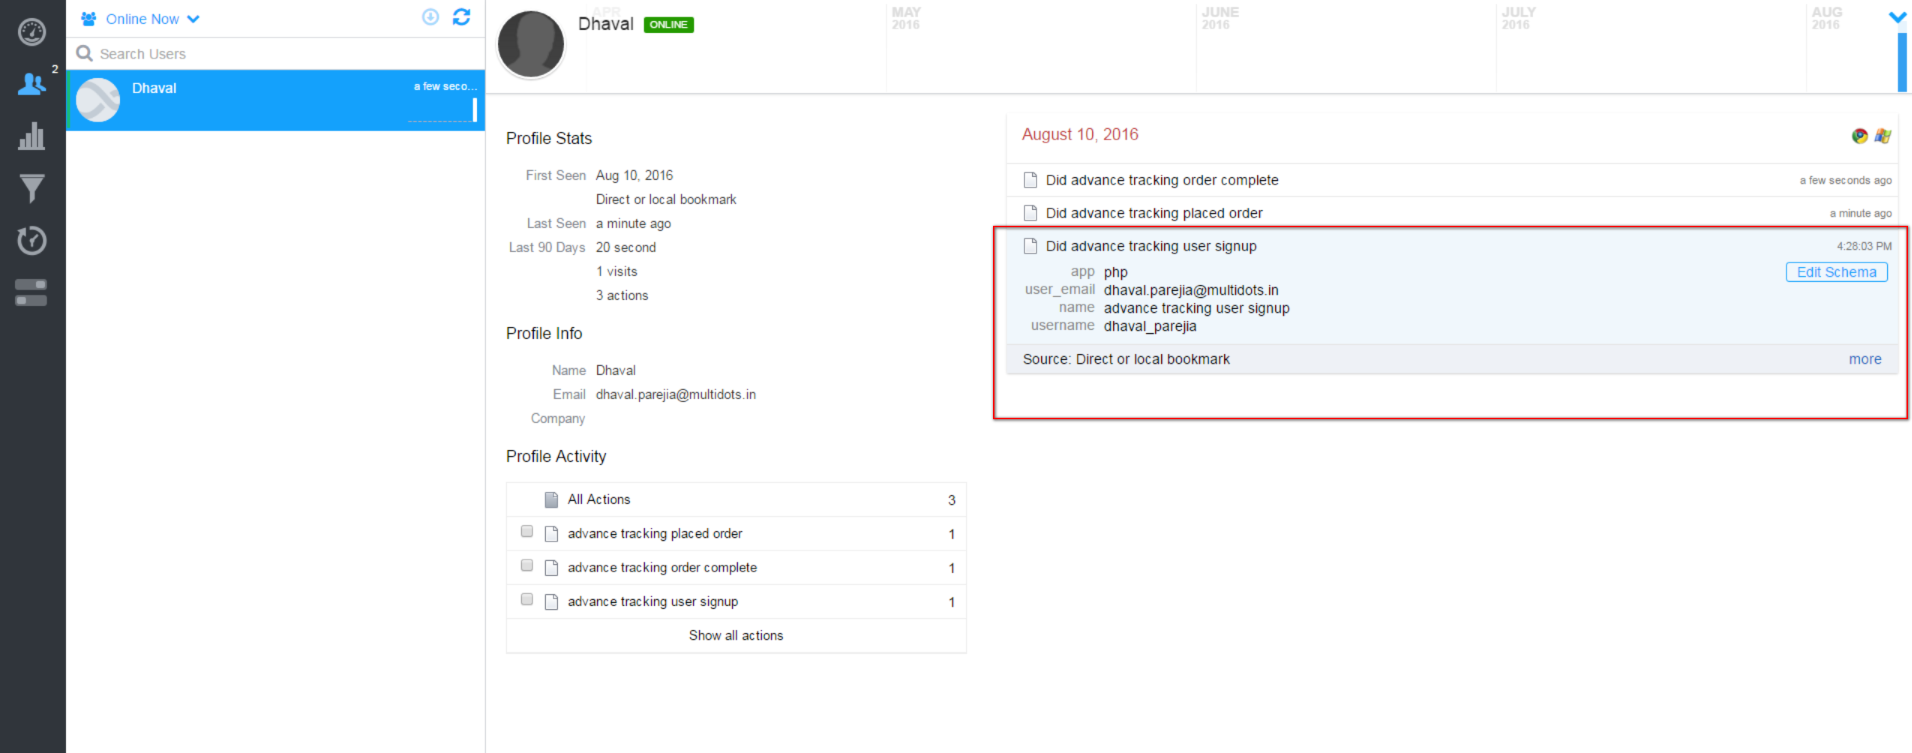 2
Online Now
Search Users
Dhaval
a few seco...
Dhaval ONLINE
APR
MAY
2016
JUNE
2016
JULY
2016
AUG
2016
Profile Stats
First Seen Aug 10, 2016
Direct or local bookmark
Last Seen a minute ago
Last 90 Days 20 second
1 visits
3 actions
Profile Info
Name Dhaval
Email dhaval.parejia@multidots.in
Company
Profile Activity
All Actions 3
advance tracking placed order 1
advance tracking order complete 1
advance tracking user signup 1
Show all actions
August 10, 2016
Did advance tracking order complete a few seconds ago
Did advance tracking placed order a minute ago
Did advance tracking user signup 4:28:03 PM
app php Edit Schema
user_email dhaval.parejia@multidots.in
name advance tracking user signup
username dhaval_parejia
Source: Direct or local bookmark more